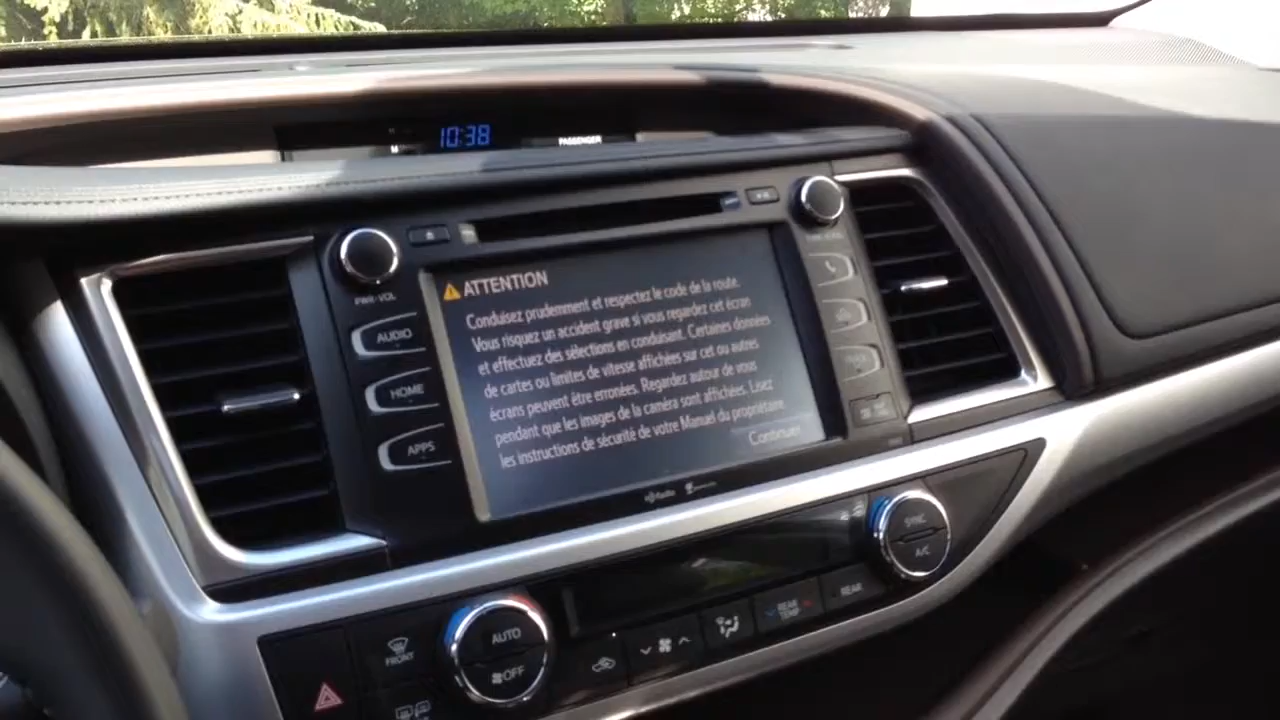 10:38
PASSENGER
PWR·VOL
AUDIO
HOME
APPS
ATTENTION
Conduisez prudemment et respectez le code de la route.
Vous risquez un accident grave si vous regardez cet écran
et effectuez des sélections en conduisant. Certaines données
de cartes ou limites de vitesse affichées sur cet ou autres
écrans peuvent être erronées. Regardez autour de vous
pendant que les images de la caméra sont affichées. Lisez
les instructions de sécurité de votre Manuel du propriétaire
Continuer
SYNC
A/C
FRONT
AUTO
OFF
REAR
TEMP
REAR